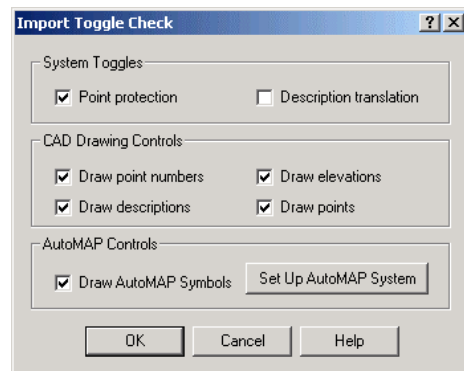 Import Toggle Check
System Toggles
Point protection Description translation
CAD Drawing Controls
Draw point numbers Draw elevations
Draw descriptions Draw points
AutoMAP Controls
Draw AutoMAP Symbols Set Up AutoMAP System
OK Cancel Help